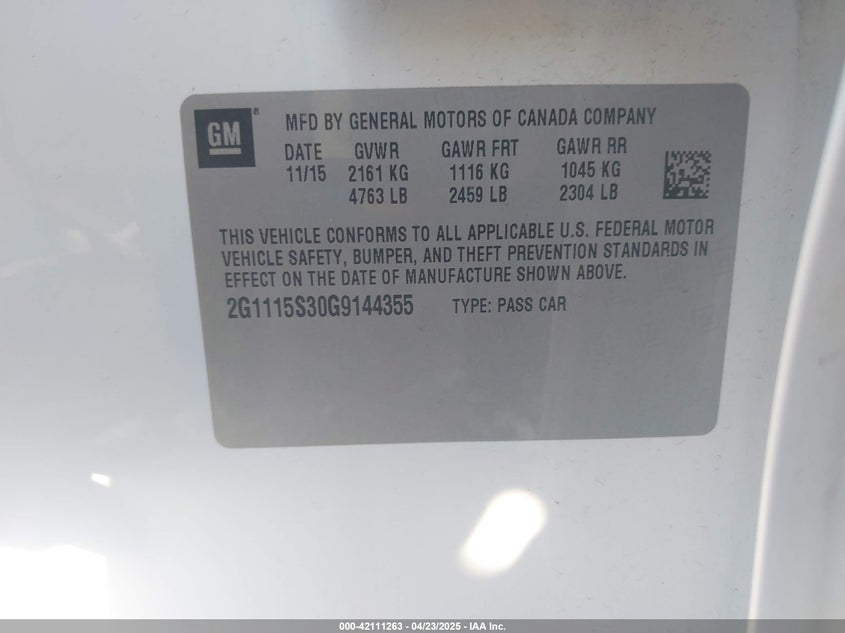 GM ®
MFD BY GENERAL MOTORS OF CANADA COMPANY
DATE GVWR GAWR FRT GAWR RR
11/15 2161 KG 1116 KG 1045 KG
4763 LB 2459 LB 2304 LB
THIS VEHICLE CONFORMS TO ALL APPLICABLE U.S. FEDERAL MOTOR
VEHICLE SAFETY, BUMPER, AND THEFT PREVENTION STANDARDS IN
EFFECT ON THE DATE OF MANUFACTURE SHOWN ABOVE.
2G1115S30G9144355 TYPE: PASS CAR
000-42111263 - 04/23/2025 - IAA Inc.